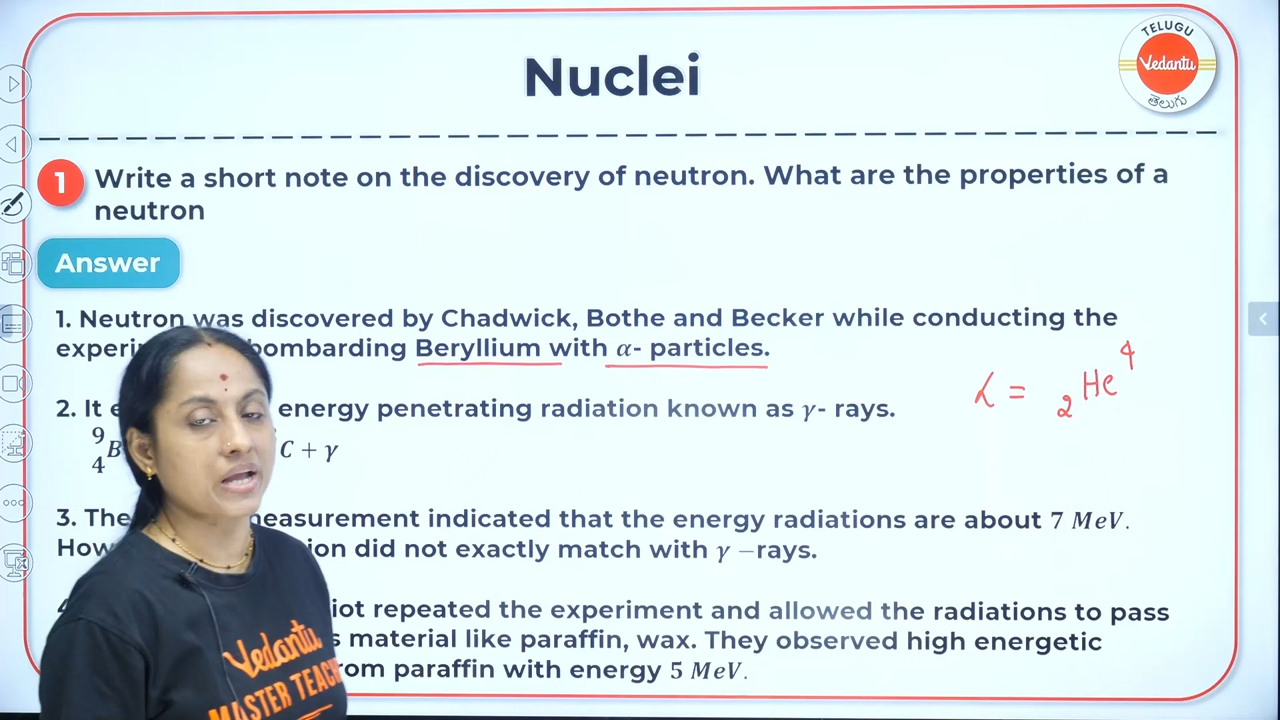 Nuclei
TELUGU
Vedantu
తెలుగు
1 Write a short note on the discovery of neutron. What are the properties of a
neutron
Answer
1. Neutron was discovered by Chadwick, Bothe and Becker while conducting the
bombarding Beryllium with α- particles.
α = ₂He⁴
2. It energy penetrating radiation known as γ- rays.
9
4 C + γ
3. The measurement indicated that the energy radiations are about 7 MeV.
did not exactly match with γ –rays.
repeated the experiment and allowed the radiations to pass
material like paraffin, wax. They observed high energetic
paraffin with energy 5 MeV.
Vedantu
MASTER